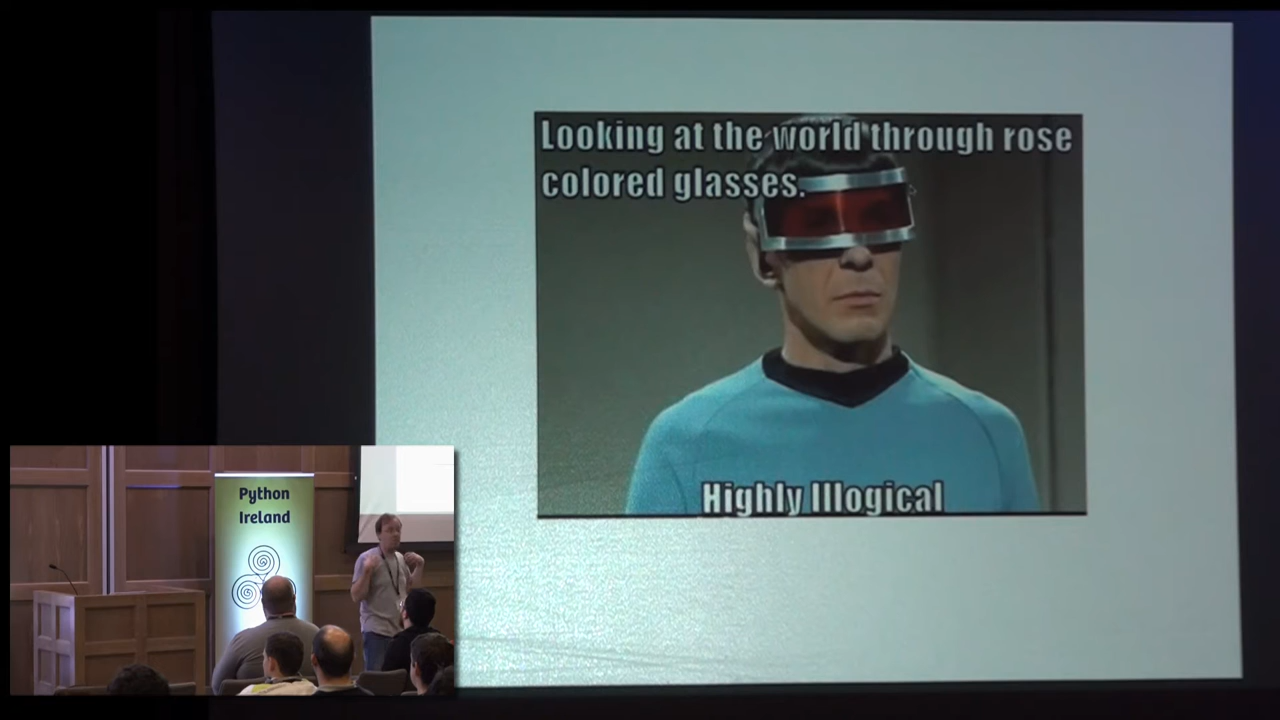 Looking at the world through rose
colored glasses.
Highly Illogical
Python
Ireland